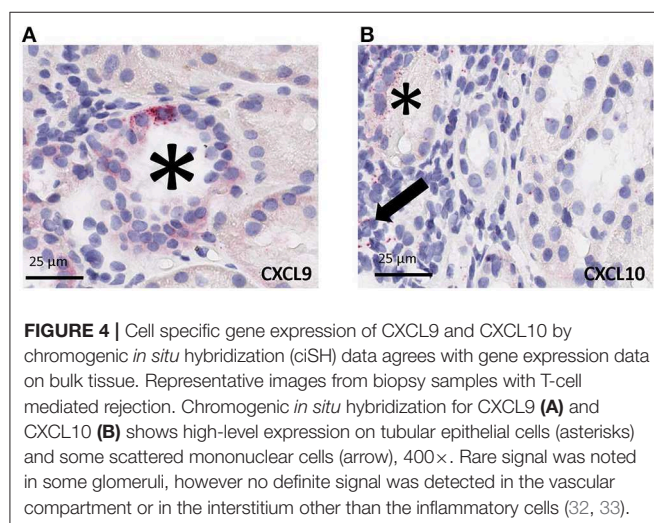 A
B
25 µm
CXCL9
25 µm
CXCL10
FIGURE 4 | Cell specific gene expression of CXCL9 and CXCL10 by
chromogenic in situ hybridization (ciSH) data agrees with gene expression data
on bulk tissue. Representative images from biopsy samples with T-cell
mediated rejection. Chromogenic in situ hybridization for CXCL9 (A) and
CXCL10 (B) shows high-level expression on tubular epithelial cells (asterisks)
and some scattered mononuclear cells (arrow), 400×. Rare signal was noted
in some glomeruli, however no definite signal was detected in the vascular
compartment or in the interstitium other than the inflammatory cells (32, 33).